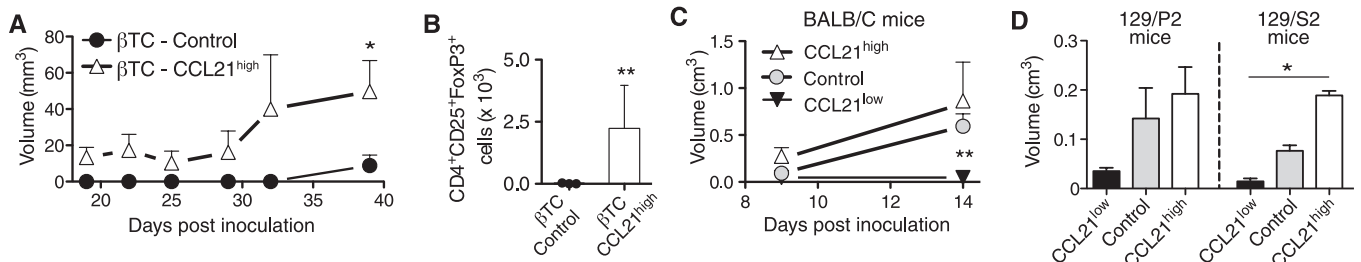 A
βTC - Control
βTC - CCL21high
Volume (mm3)
80
60
40
20
0
*
20
25
30
35
40
Days post inoculation
B
CD4+CD25+FoxP3+
cells (x 103)
5.0
2.5
0.0
**
βTC
Control
βTC
CCL21high
C
BALB/C mice
Volume (cm3)
1.5
1.0
0.5
0.0
CCL21high
Control
CCL21low
**
8
10
12
14
Days post inoculation
D
129/P2
mice
129/S2
mice
Volume (cm3)
0.3
0.2
0.1
0
*
CCL21low
Control
CCL21high
CCL21low
Control
CCL21high